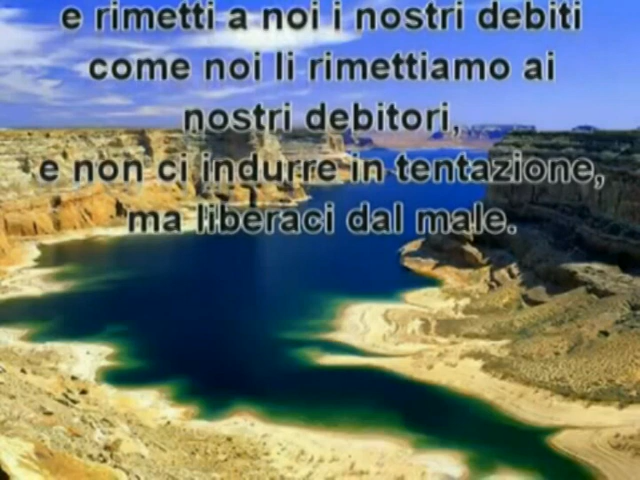 e rimetti a noi i nostri debiti
come noi li rimettiamo ai
nostri debitori,
e non ci indurre in tentazione,
ma liberaci dal male.